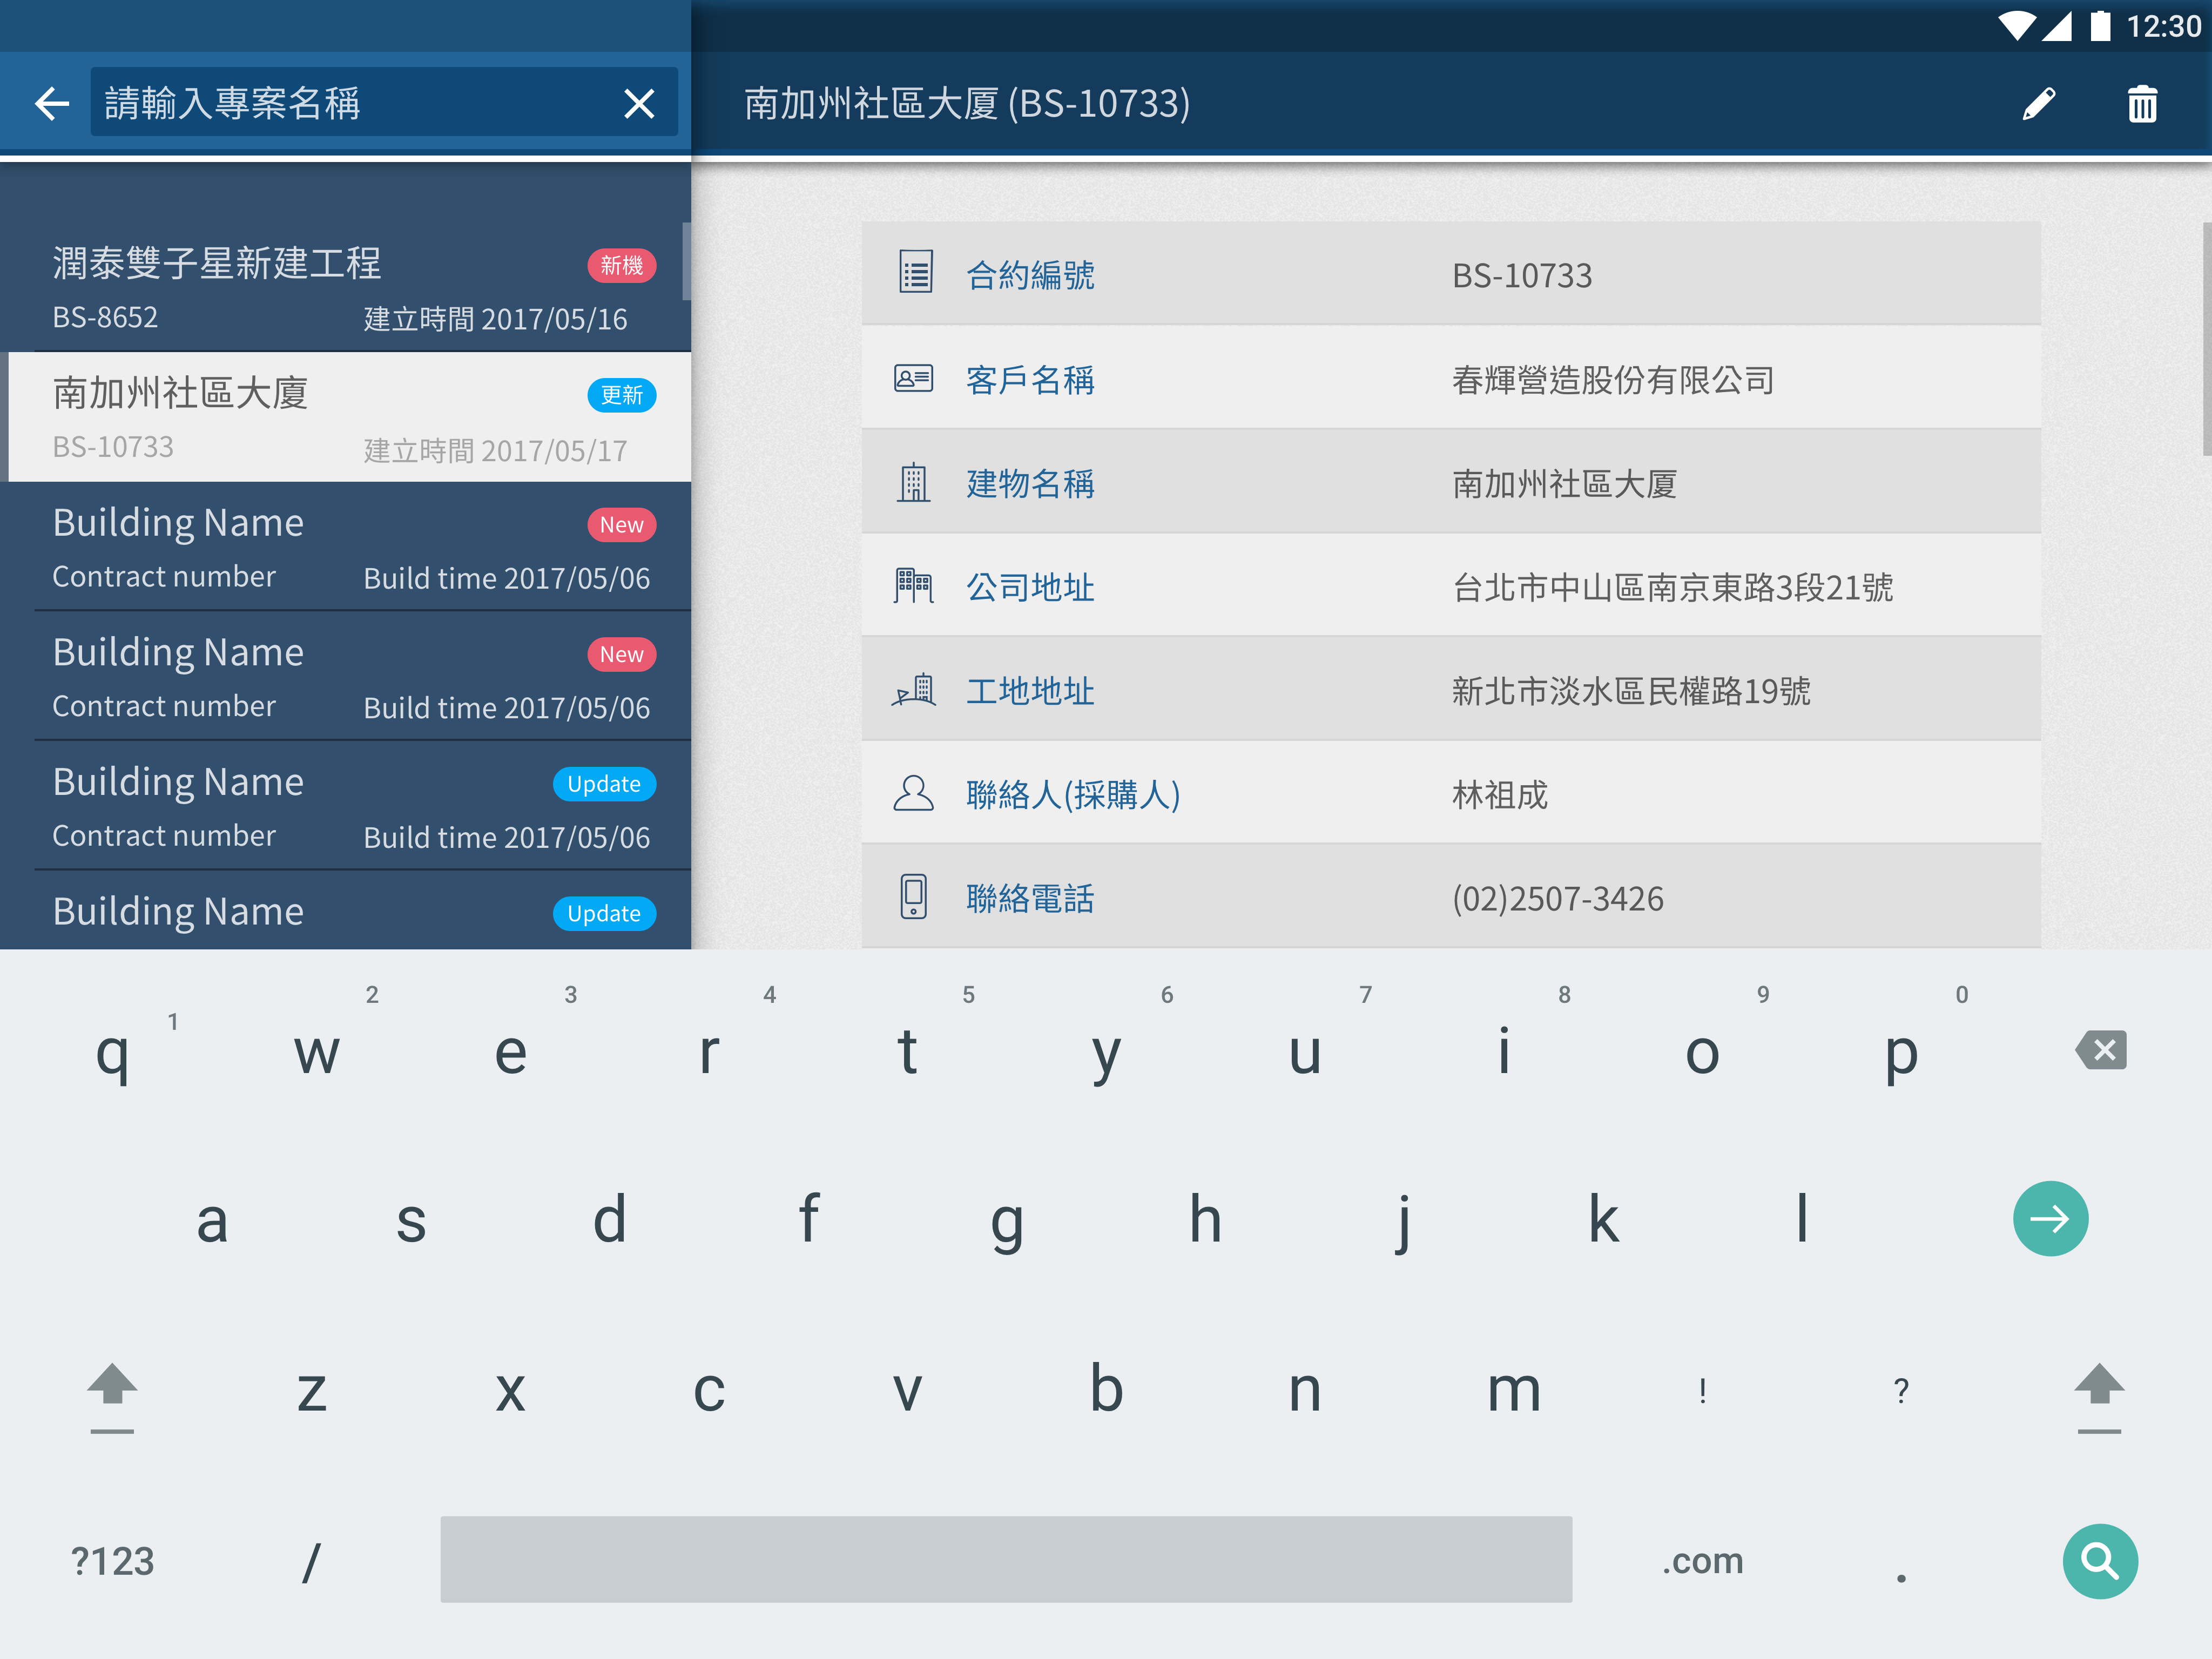 12:30
請輸入專案名稱
南加州社區大廈 (BS-10733)
潤泰雙子星新建工程
新機
BS-8652
建立時間 2017/05/16
南加州社區大廈
更新
BS-10733
建立時間 2017/05/17
Building Name
New
Contract number
Build time 2017/05/06
Building Name
New
Contract number
Build time 2017/05/06
Building Name
Update
Contract number
Build time 2017/05/06
Building Name
Update
合約編號
BS-10733
客戶名稱
春輝營造股份有限公司
建物名稱
南加州社區大厦
公司地址
台北市中山區南京東路3段21號
工地地址
新北市淡水區民權路19號
聯絡人(採購人)
林祖成
聯絡電話
(02)2507-3426
1 2 3 4 5 6 7 8 9 0
q w e r t y u i o p
a s d f g h j k l
z x c v b n m ! ?
?123 / .com .